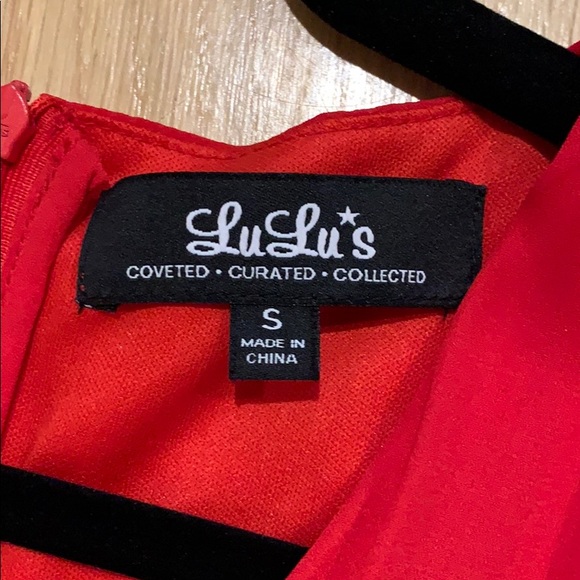 LuLu*s
COVETED • CURATED • COLLECTED
S
MADE IN
CHINA